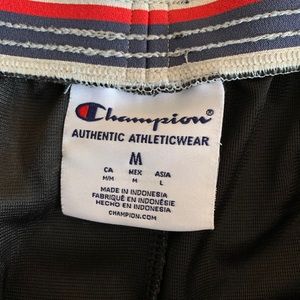 Champion®
AUTHENTIC ATHLETICWEAR
M
CA MEX ASIA
M/M M L
MADE IN INDONESIA
FABRIQUÉ EN INDONÉSIE
HECHO EN INDONESIA
CHAMPION.COM